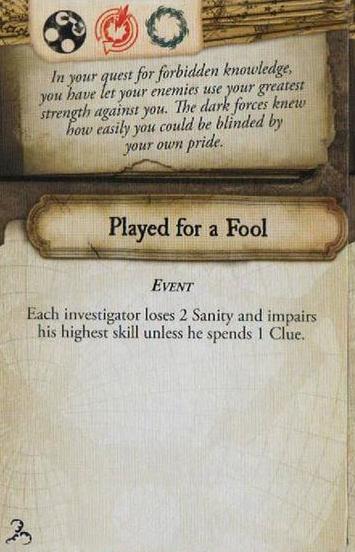 In your quest for forbidden knowledge,
you have let your enemies use your greatest
strength against you. The dark forces knew
how easily you could be blinded by
your own pride.
Played for a Fool
EVENT
Each investigator loses 2 Sanity and impairs
his highest skill unless he spends 1 Clue.